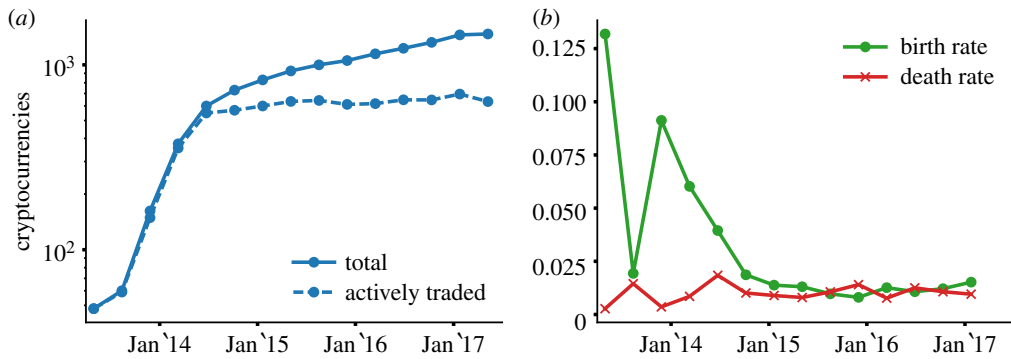 (a)
10³
10²
cryptocurrencies
total
actively traded
Jan`14
Jan`15
Jan`16
Jan`17
(b)
0.125
0.100
0.075
0.050
0.025
0
birth rate
death rate
Jan`14
Jan`15
Jan`16
Jan`17